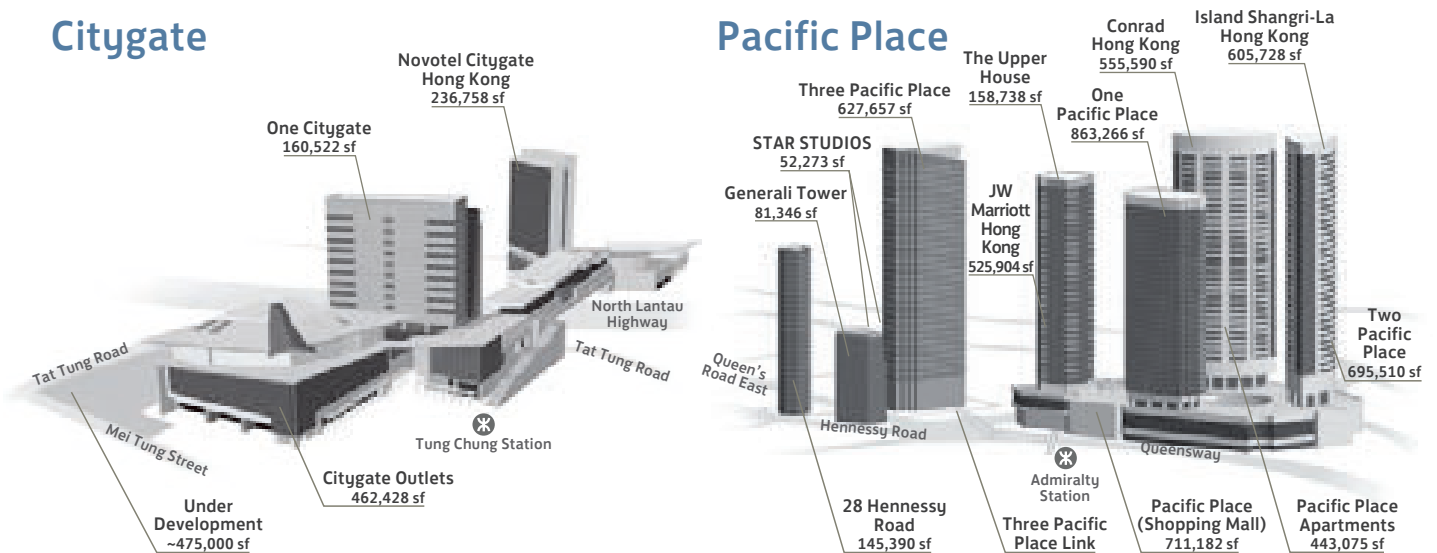 Citygate
Novotel Citygate
Hong Kong
236,758 sf
One Citygate
160,522 sf
North Lantau
Highway
Tat Tung Road
Tat Tung Road
Mei Tung Street
Tung Chung Station
Citygate Outlets
462,428 sf
Under
Development
~475,000 sf
Pacific Place
Island Shangri-La
Hong Kong
605,728 sf
Conrad
Hong Kong
555,590 sf
The Upper
House
158,738 sf
Three Pacific Place
627,657 sf
One
Pacific Place
863,266 sf
STAR STUDIOS
52,273 sf
Generali Tower
81,346 sf
JW
Marriott
Hong
Kong
525,904 sf
Two
Pacific
Place
695,510 sf
Queen's
Road East
Hennessy Road
Queensway
Admiralty
Station
28 Hennessy
Road
145,390 sf
Three Pacific
Place Link
Pacific Place
(Shopping Mall)
711,182 sf
Pacific Place
Apartments
443,075 sf